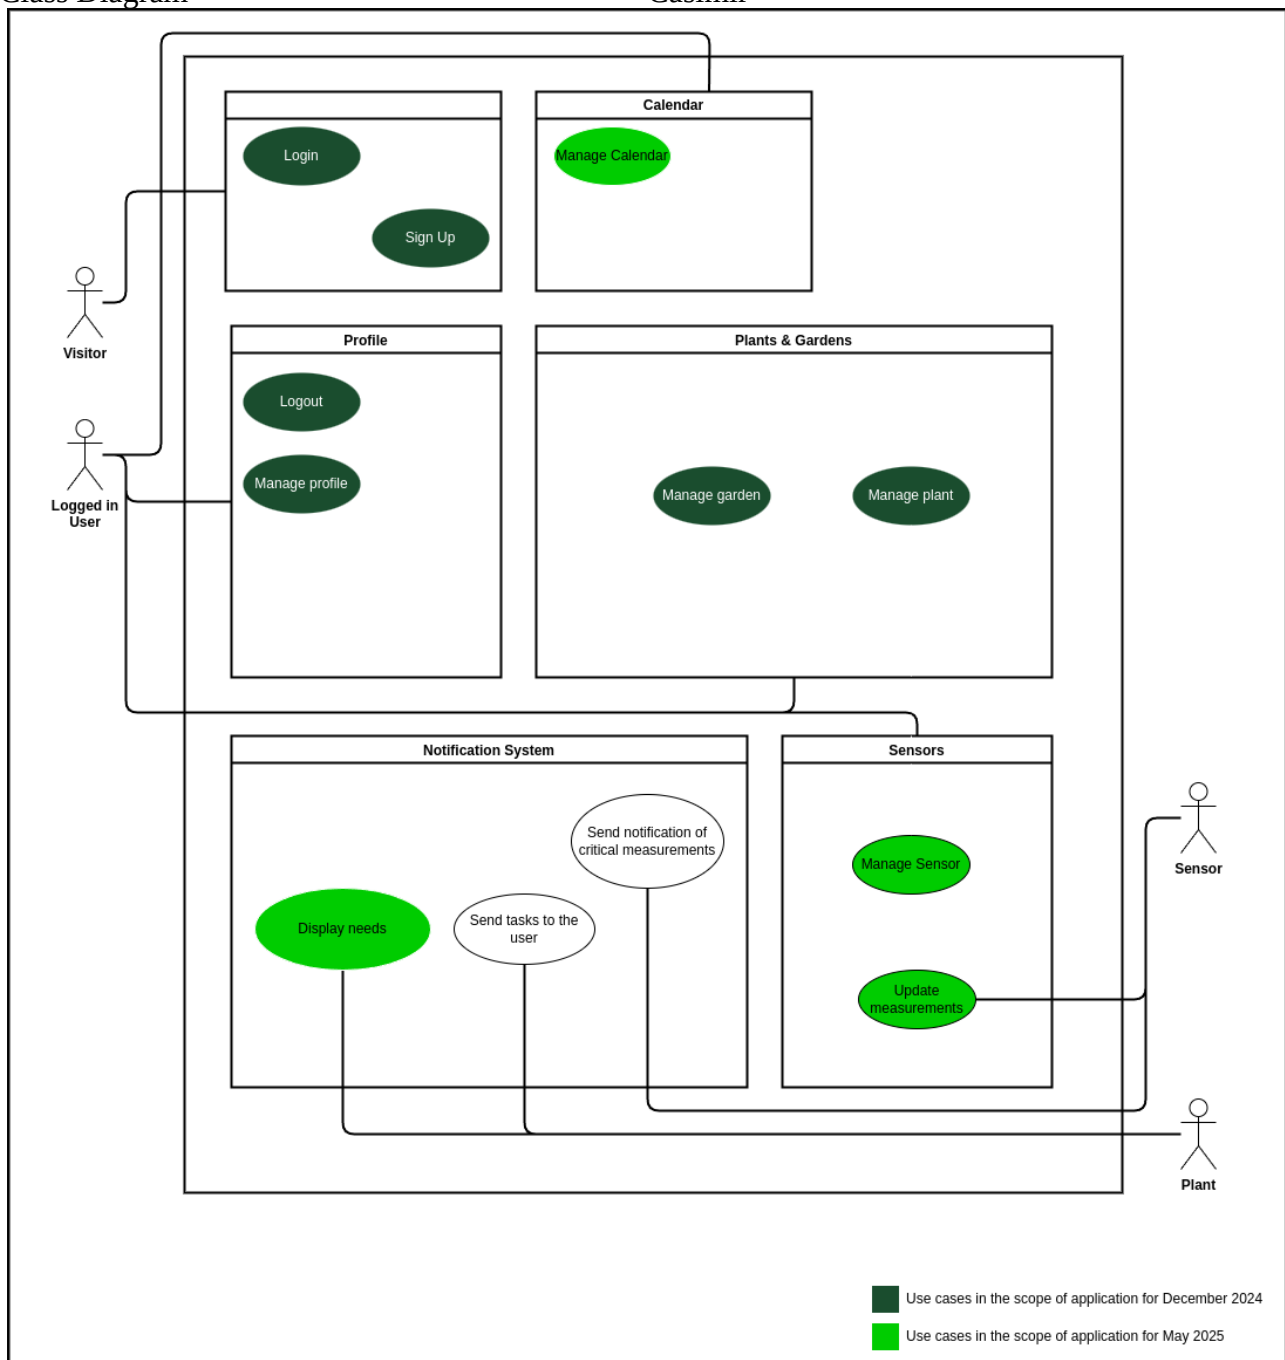 Class Diagram
Casimir
Calendar
Login
Manage Calendar
Sign Up
Visitor
Profile
Plants & Gardens
Logout
Manage profile
Manage garden
Manage plant
Logged in
User
Notification System
Sensors
Send notification of
critical measurements
Manage Sensor
Sensor
Display needs
Send tasks to the
user
Update
measurements
Plant
Use cases in the scope of application for December 2024
Use cases in the scope of application for May 2025